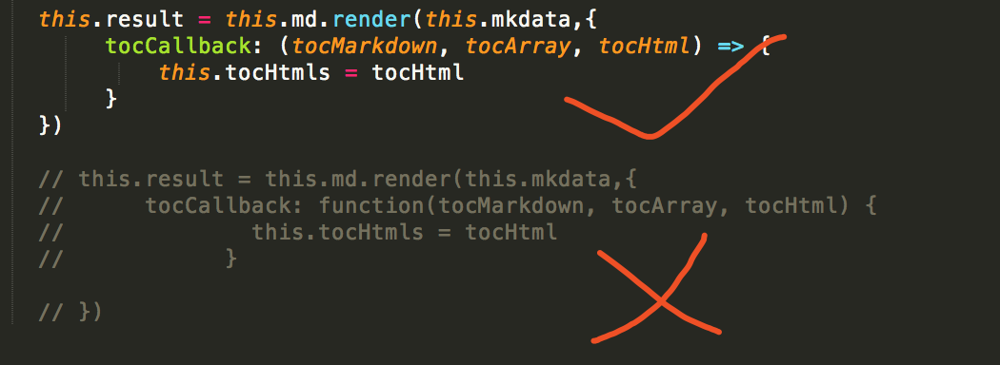 this.result = this.md.render(this.mkdata,{
tocCallback: (tocMarkdown, tocArray, tocHtml) => {
this.tocHtmls = tocHtml
}
})
// this.result = this.md.render(this.mkdata,{
// tocCallback: function(tocMarkdown, tocArray, tocHtml) {
// this.tocHtmls = tocHtml
// }
// })